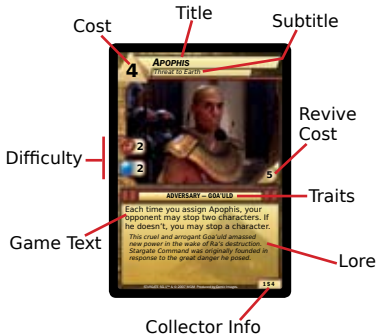 Title
Cost
Subtitle
4
APOPHIS
Threat to Earth
Revive
Cost
2
Difficulty
2
5
ADVERSARY – GOA'ULD
Traits
Each time you assign Apophis, your
opponent may stop two characters. If
he doesn't, you may stop a character.
Game Text
This cruel and arrogant Goa'uld amassed
new power in the wake of Ra's destruction.
Stargate Command was originally founded in
response to the great danger he posed.
Lore
154
Collector Info